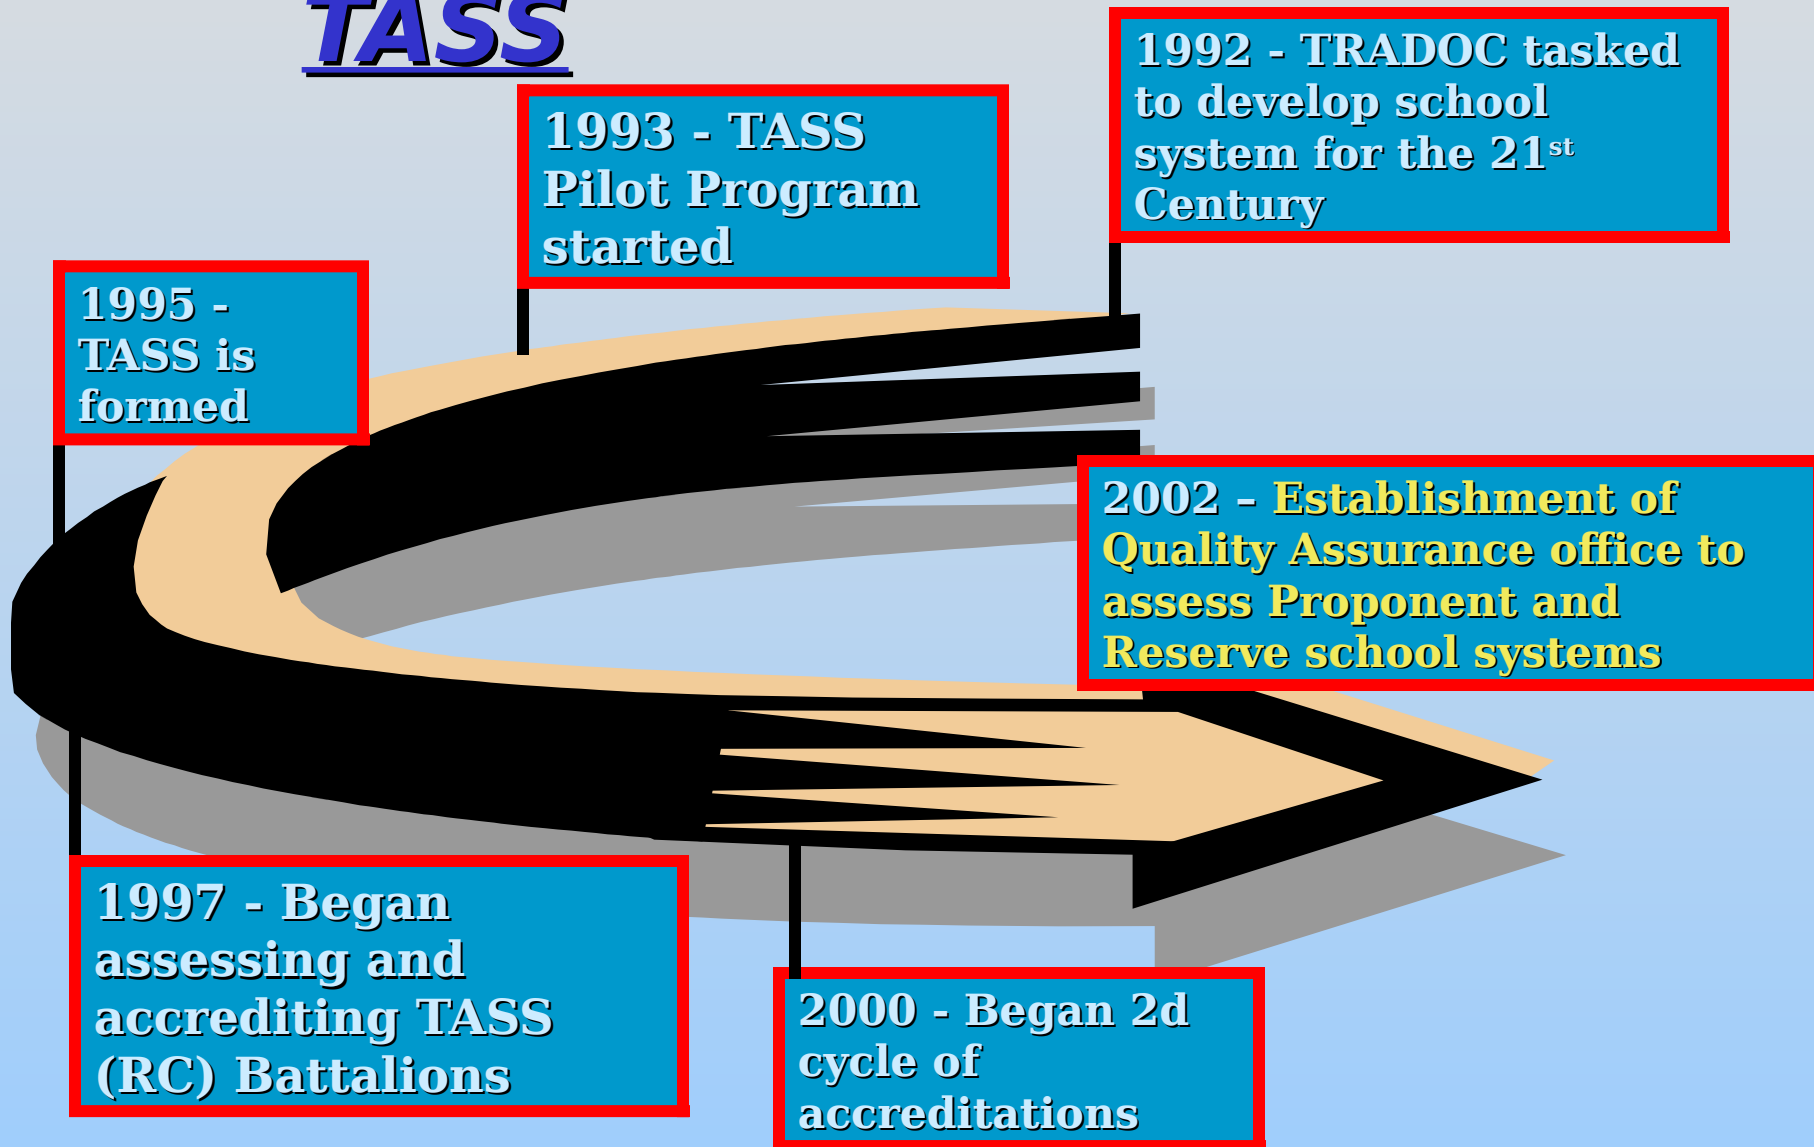 TASS
1992 - TRADOC tasked
to develop school
system for the 21st
Century
1993 - TASS
Pilot Program
started
1995 -
TASS is
formed
2002 – Establishment of
Quality Assurance office to
assess Proponent and
Reserve school systems
1997 - Began
assessing and
accrediting TASS
(RC) Battalions
2000 - Began 2d
cycle of
accreditations